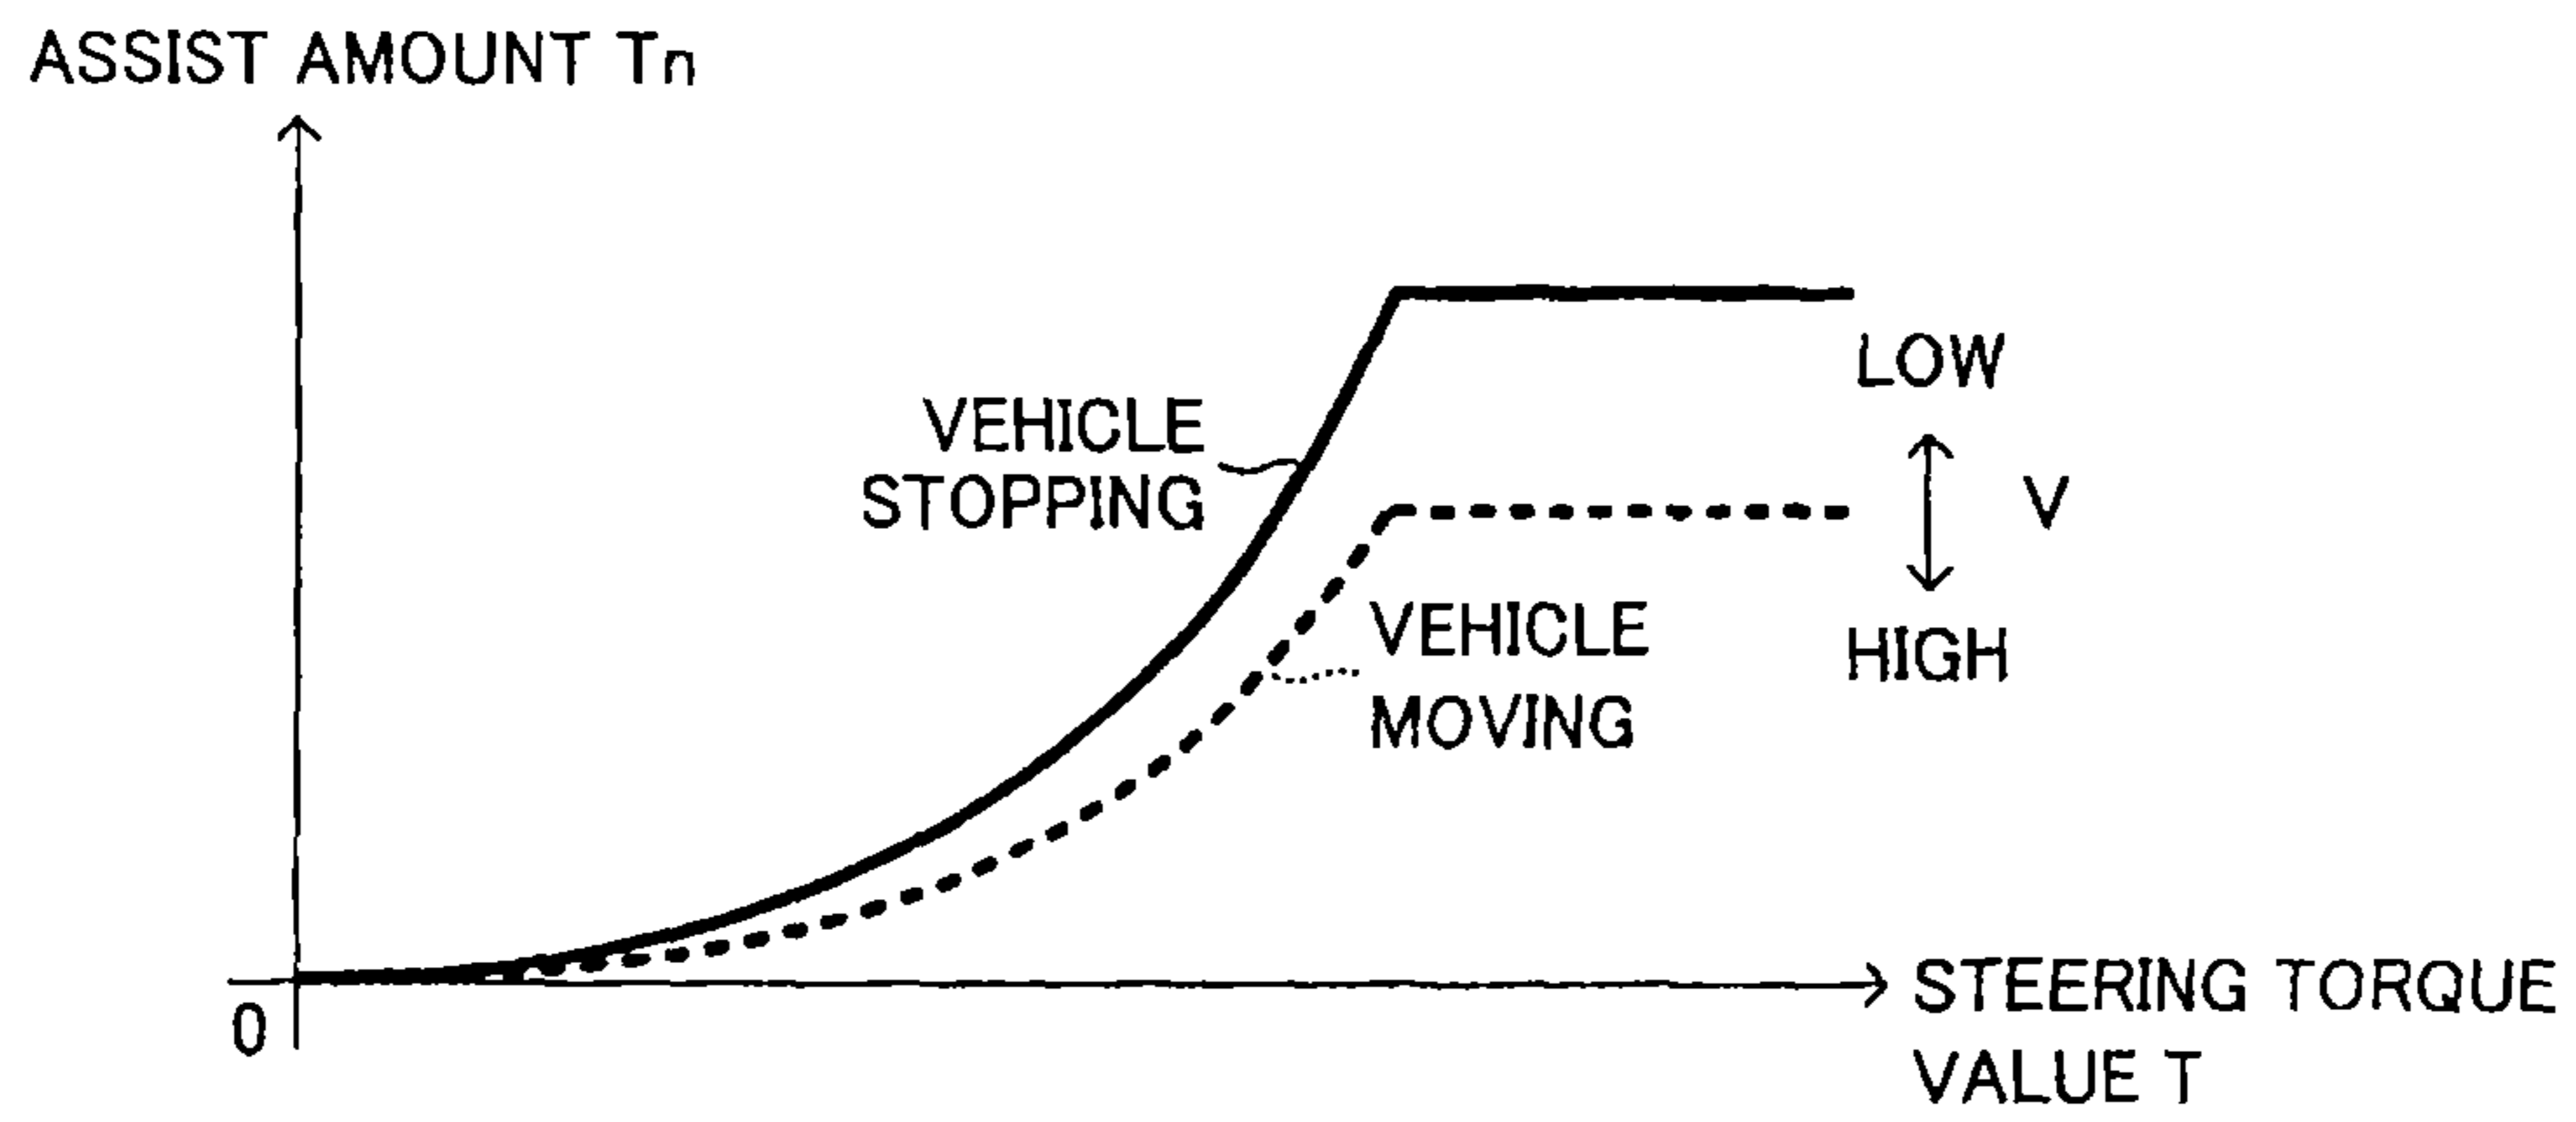 ASSIST AMOUNT Tn
VEHICLE
STOPPING
LOW
V
HIGH
VEHICLE
MOVING
0
STEERING TORQUE
VALUE T